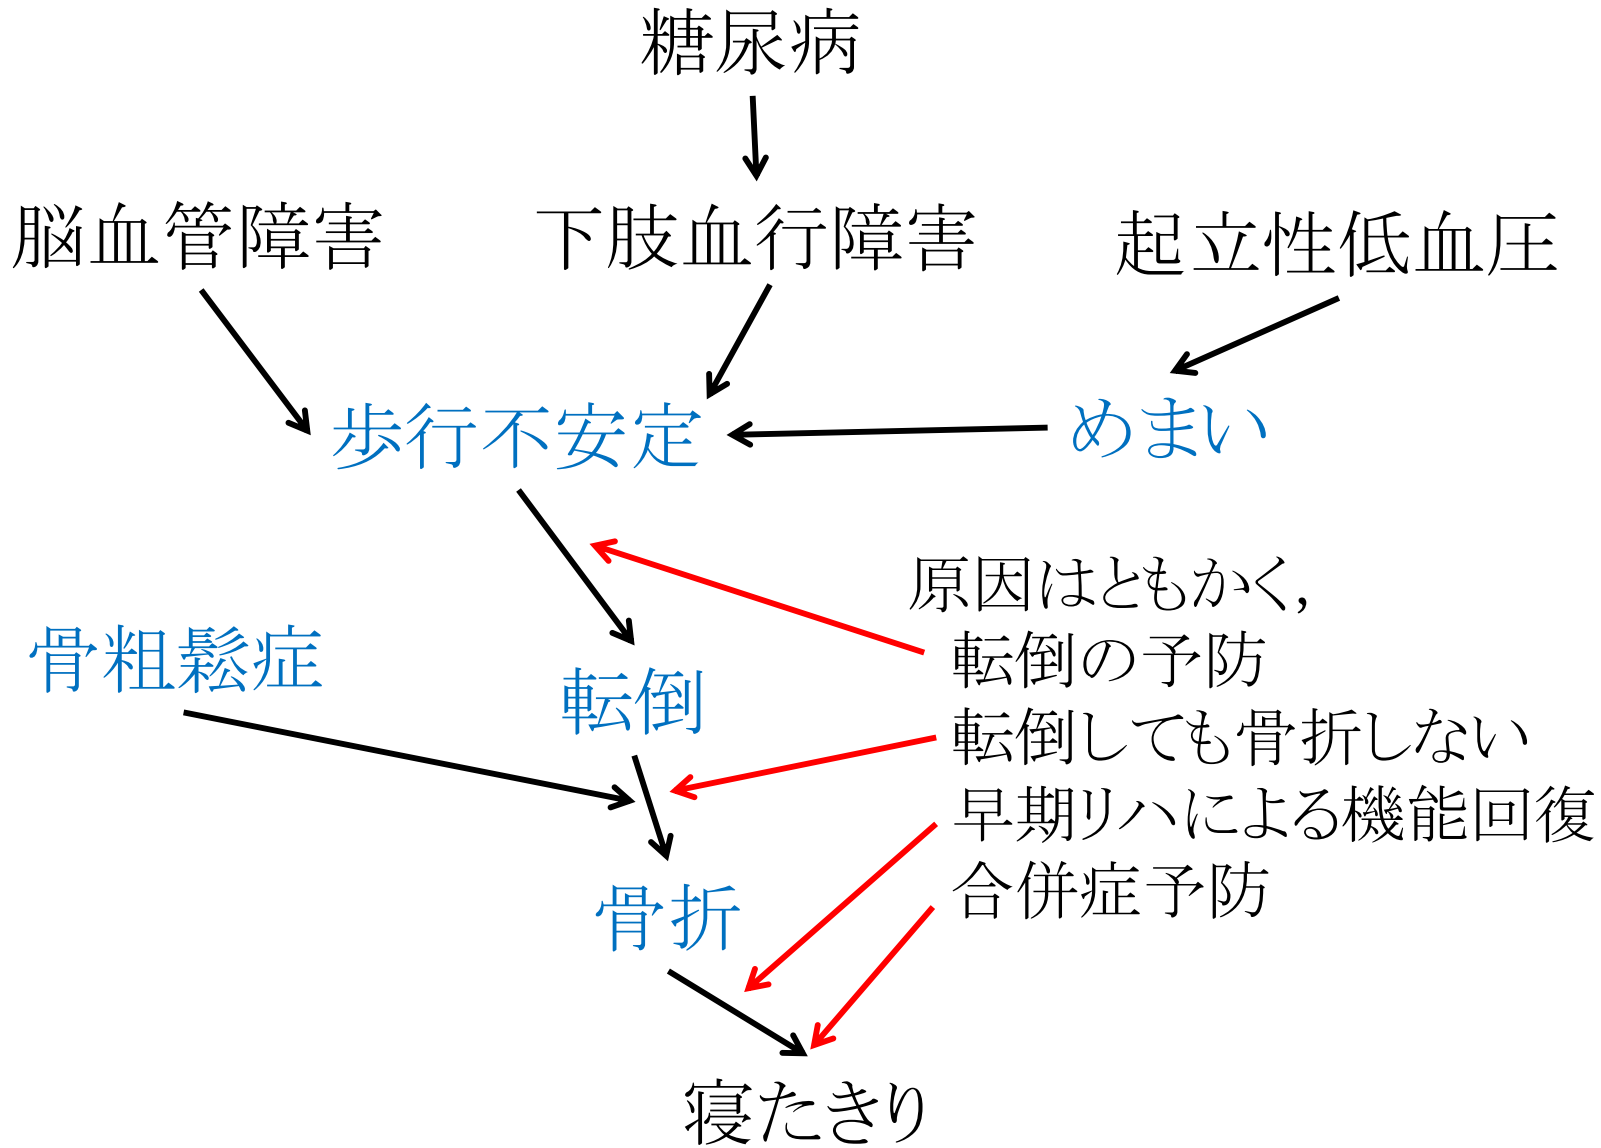 糖尿病
脳血管障害
下肢血行障害
起立性低血圧
歩行不安定
めまい
原因はともかく,
転倒の予防
骨粗鬆症
転倒
転倒しても骨折しない
早期リハによる機能回復
合併症予防
骨折
寝たきり